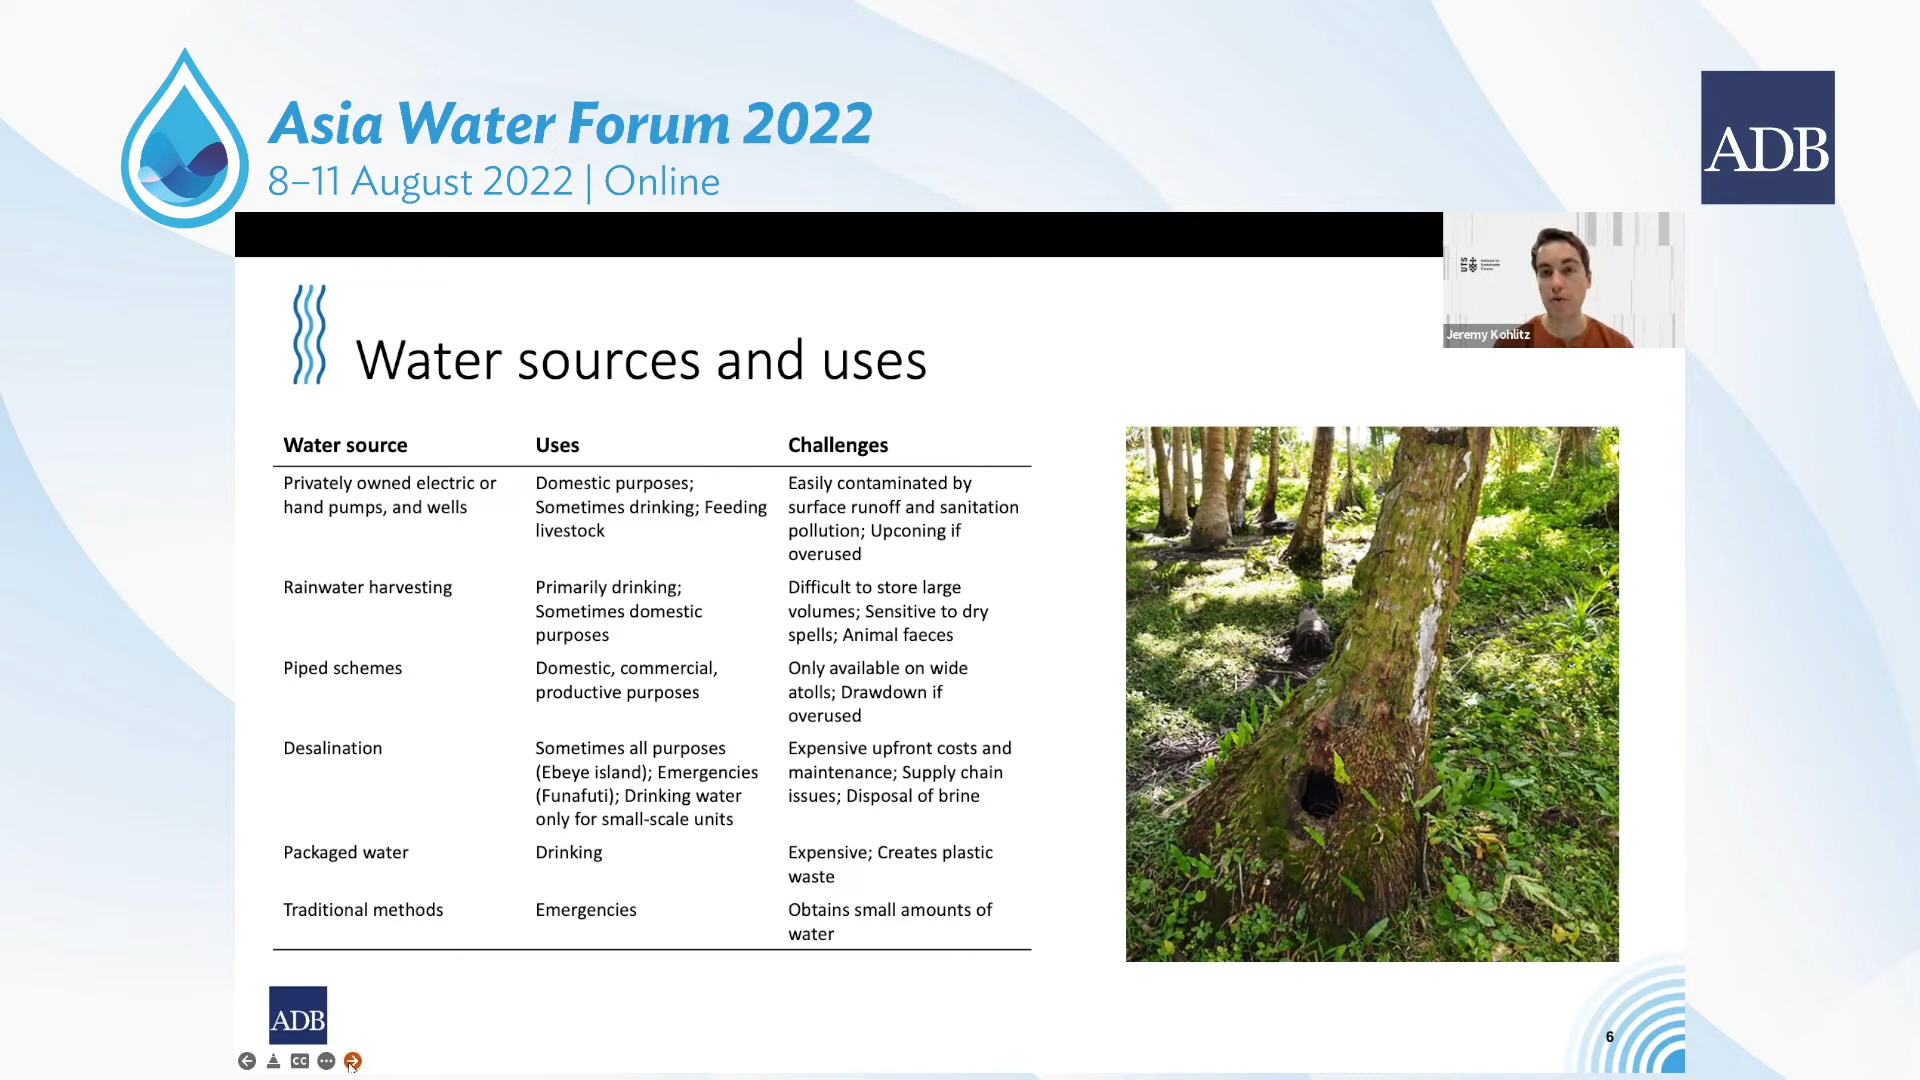 Asia Water Forum 2022
8–11 August 2022 | Online
ADB
UTS
Jeremy Kohlitz
Water sources and uses
Water source Uses Challenges
Privately owned electric or
hand pumps, and wells
Domestic purposes;
Sometimes drinking; Feeding
livestock
Easily contaminated by
surface runoff and sanitation
pollution; Upconing if
overused
Rainwater harvesting
Primarily drinking;
Sometimes domestic
purposes
Difficult to store large
volumes; Sensitive to dry
spells; Animal faeces
Piped schemes
Domestic, commercial,
productive purposes
Only available on wide
atolls; Drawdown if
overused
Desalination
Sometimes all purposes
(Ebeye island); Emergencies
(Funafuti); Drinking water
only for small-scale units
Expensive upfront costs and
maintenance; Supply chain
issues; Disposal of brine
Packaged water
Drinking
Expensive; Creates plastic
waste
Traditional methods
Emergencies
Obtains small amounts of
water
ADB
6
CC